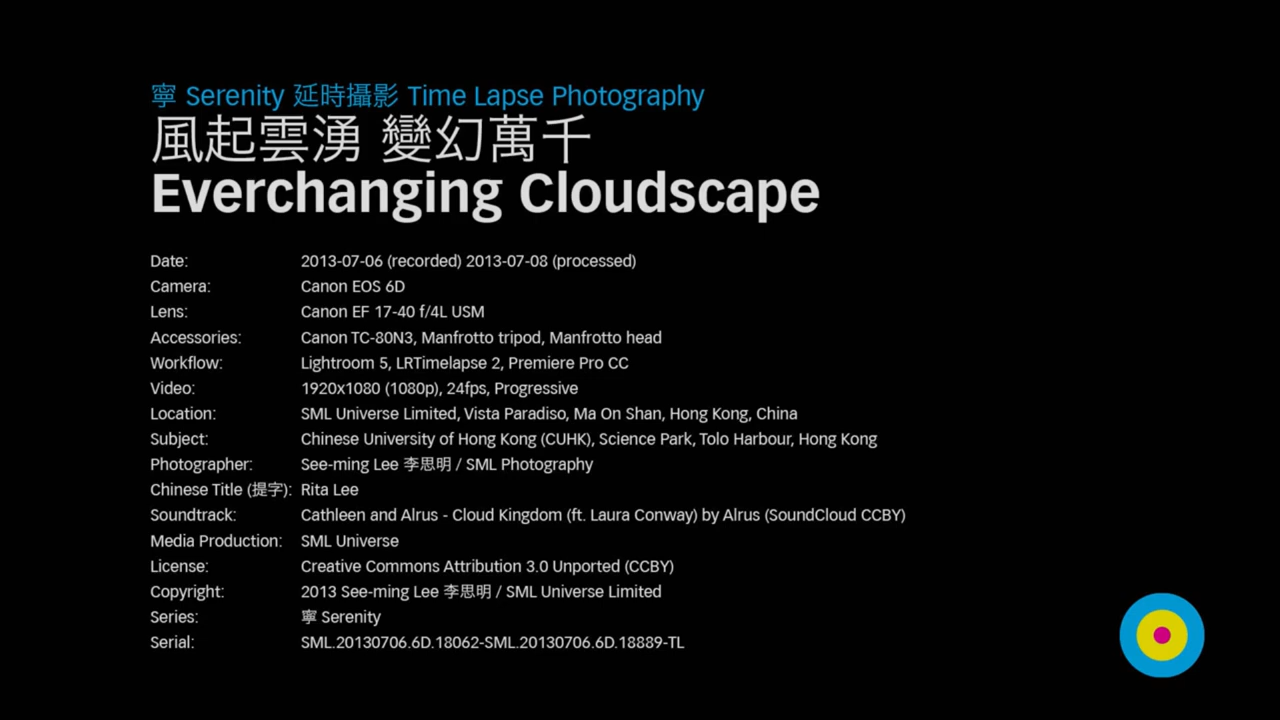 寧 Serenity 延時攝影 Time Lapse Photography
風起雲湧 變幻萬千
Everchanging Cloudscape
Date: 2013-07-06 (recorded) 2013-07-08 (processed)
Camera: Canon EOS 6D
Lens: Canon EF 17-40 f/4L USM
Accessories: Canon TC-80N3, Manfrotto tripod, Manfrotto head
Workflow: Lightroom 5, LRTimelapse 2, Premiere Pro CC
Video: 1920x1080 (1080p), 24fps, Progressive
Location: SML Universe Limited, Vista Paradiso, Ma On Shan, Hong Kong, China
Subject: Chinese University of Hong Kong (CUHK), Science Park, Tolo Harbour, Hong Kong
Photographer: See-ming Lee 李思明 / SML Photography
Chinese Title (提字): Rita Lee
Soundtrack: Cathleen and Alrus - Cloud Kingdom (ft. Laura Conway) by Alrus (SoundCloud CCBY)
Media Production: SML Universe
License: Creative Commons Attribution 3.0 Unported (CCBY)
Copyright: 2013 See-ming Lee 李思明 / SML Universe Limited
Series: 寧 Serenity
Serial: SML.20130706.6D.18062-SML.20130706.6D.18889-TL